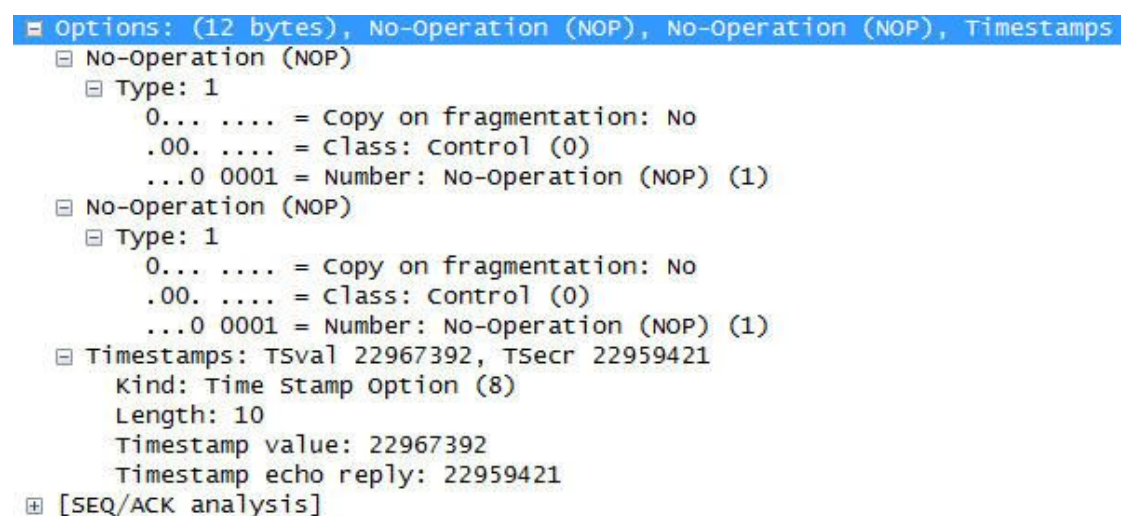 Options: (12 bytes), No-Operation (NOP), No-Operation (NOP), Timestamps
No-Operation (NOP)
Type: 1
0... .... = Copy on fragmentation: No
.00. .... = Class: Control (0)
...0 0001 = Number: No-Operation (NOP) (1)
No-Operation (NOP)
Type: 1
0... .... = Copy on fragmentation: No
.00. .... = Class: Control (0)
...0 0001 = Number: No-Operation (NOP) (1)
Timestamps: TSval 22967392, TSecr 22959421
Kind: Time Stamp Option (8)
Length: 10
Timestamp value: 22967392
Timestamp echo reply: 22959421
[SEQ/ACK analysis]